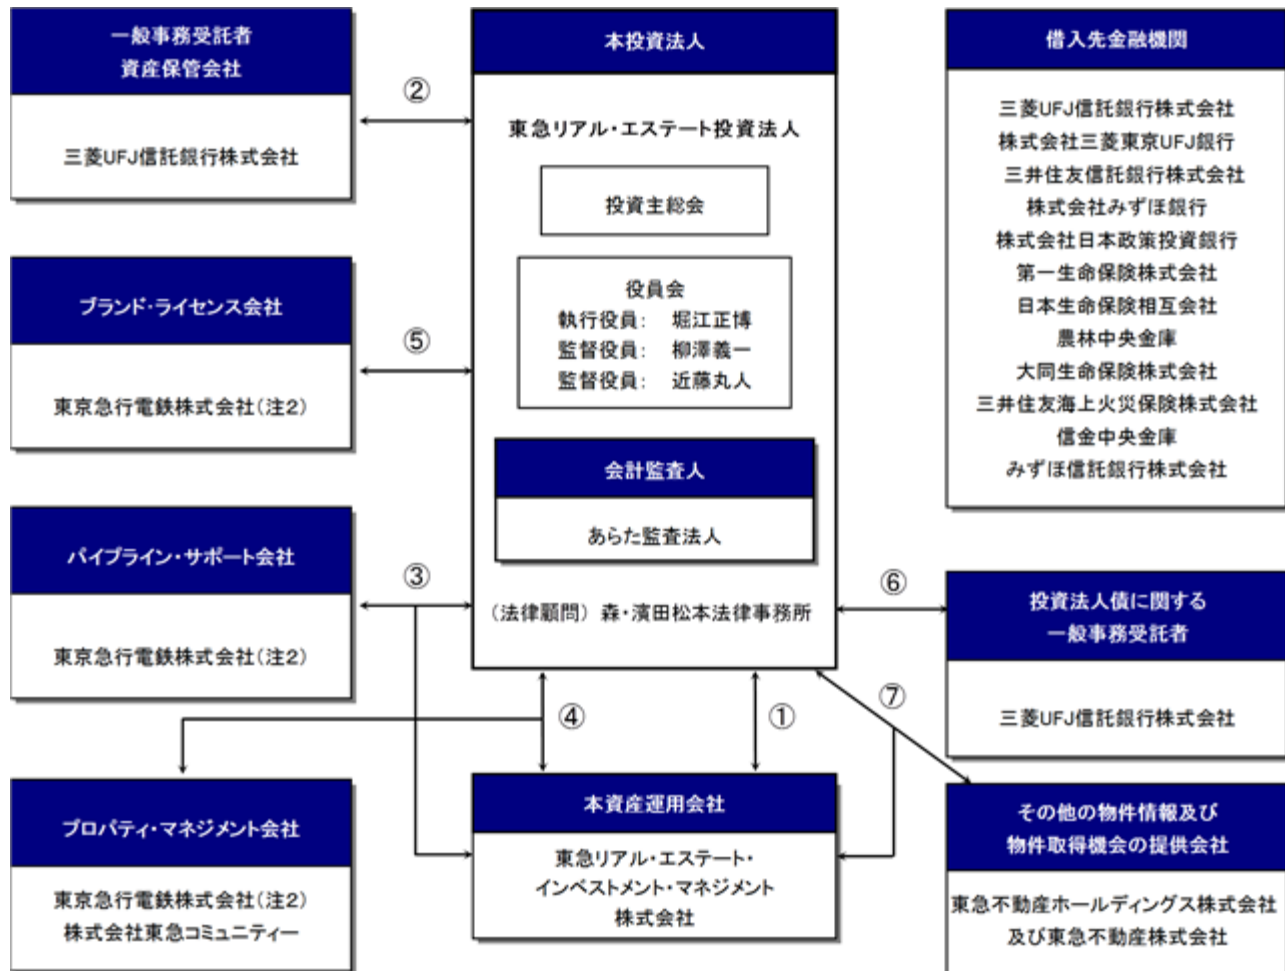 一般事務受託者
資産保管会社
三菱UFJ信託銀行株式会社
②
ブランド・ライセンス会社
東京急行電鉄株式会社(注2)
⑤
パイプライン・サポート会社
東京急行電鉄株式会社(注2)
③
プロパティ・マネジメント会社
東京急行電鉄株式会社(注2)
株式会社東急コミュニティー
④
本投資法人
東急リアル・エステート投資法人
投資主総会
役員会
執行役員: 堀江正博
監督役員: 柳澤義一
監督役員: 近藤丸人
会計監査人
あらた監査法人
(法律顧問) 森・濱田松本法律事務所
①
本資産運用会社
東急リアル・エステート・
インベストメント・マネジメント
株式会社
借入先金融機関
三菱UFJ信託銀行株式会社
株式会社三菱東京UFJ銀行
三井住友信託銀行株式会社
株式会社みずほ銀行
株式会社日本政策投資銀行
第一生命保険株式会社
日本生命保険相互会社
農林中央金庫
大同生命保険株式会社
三井住友海上火災保険株式会社
信金中央金庫
みずほ信託銀行株式会社
⑥
投資法人債に関する
一般事務受託者
三菱UFJ信託銀行株式会社
⑦
その他の物件情報及び
物件取得機会の提供会社
東急不動産ホールディングス株式会社
及び東急不動産株式会社